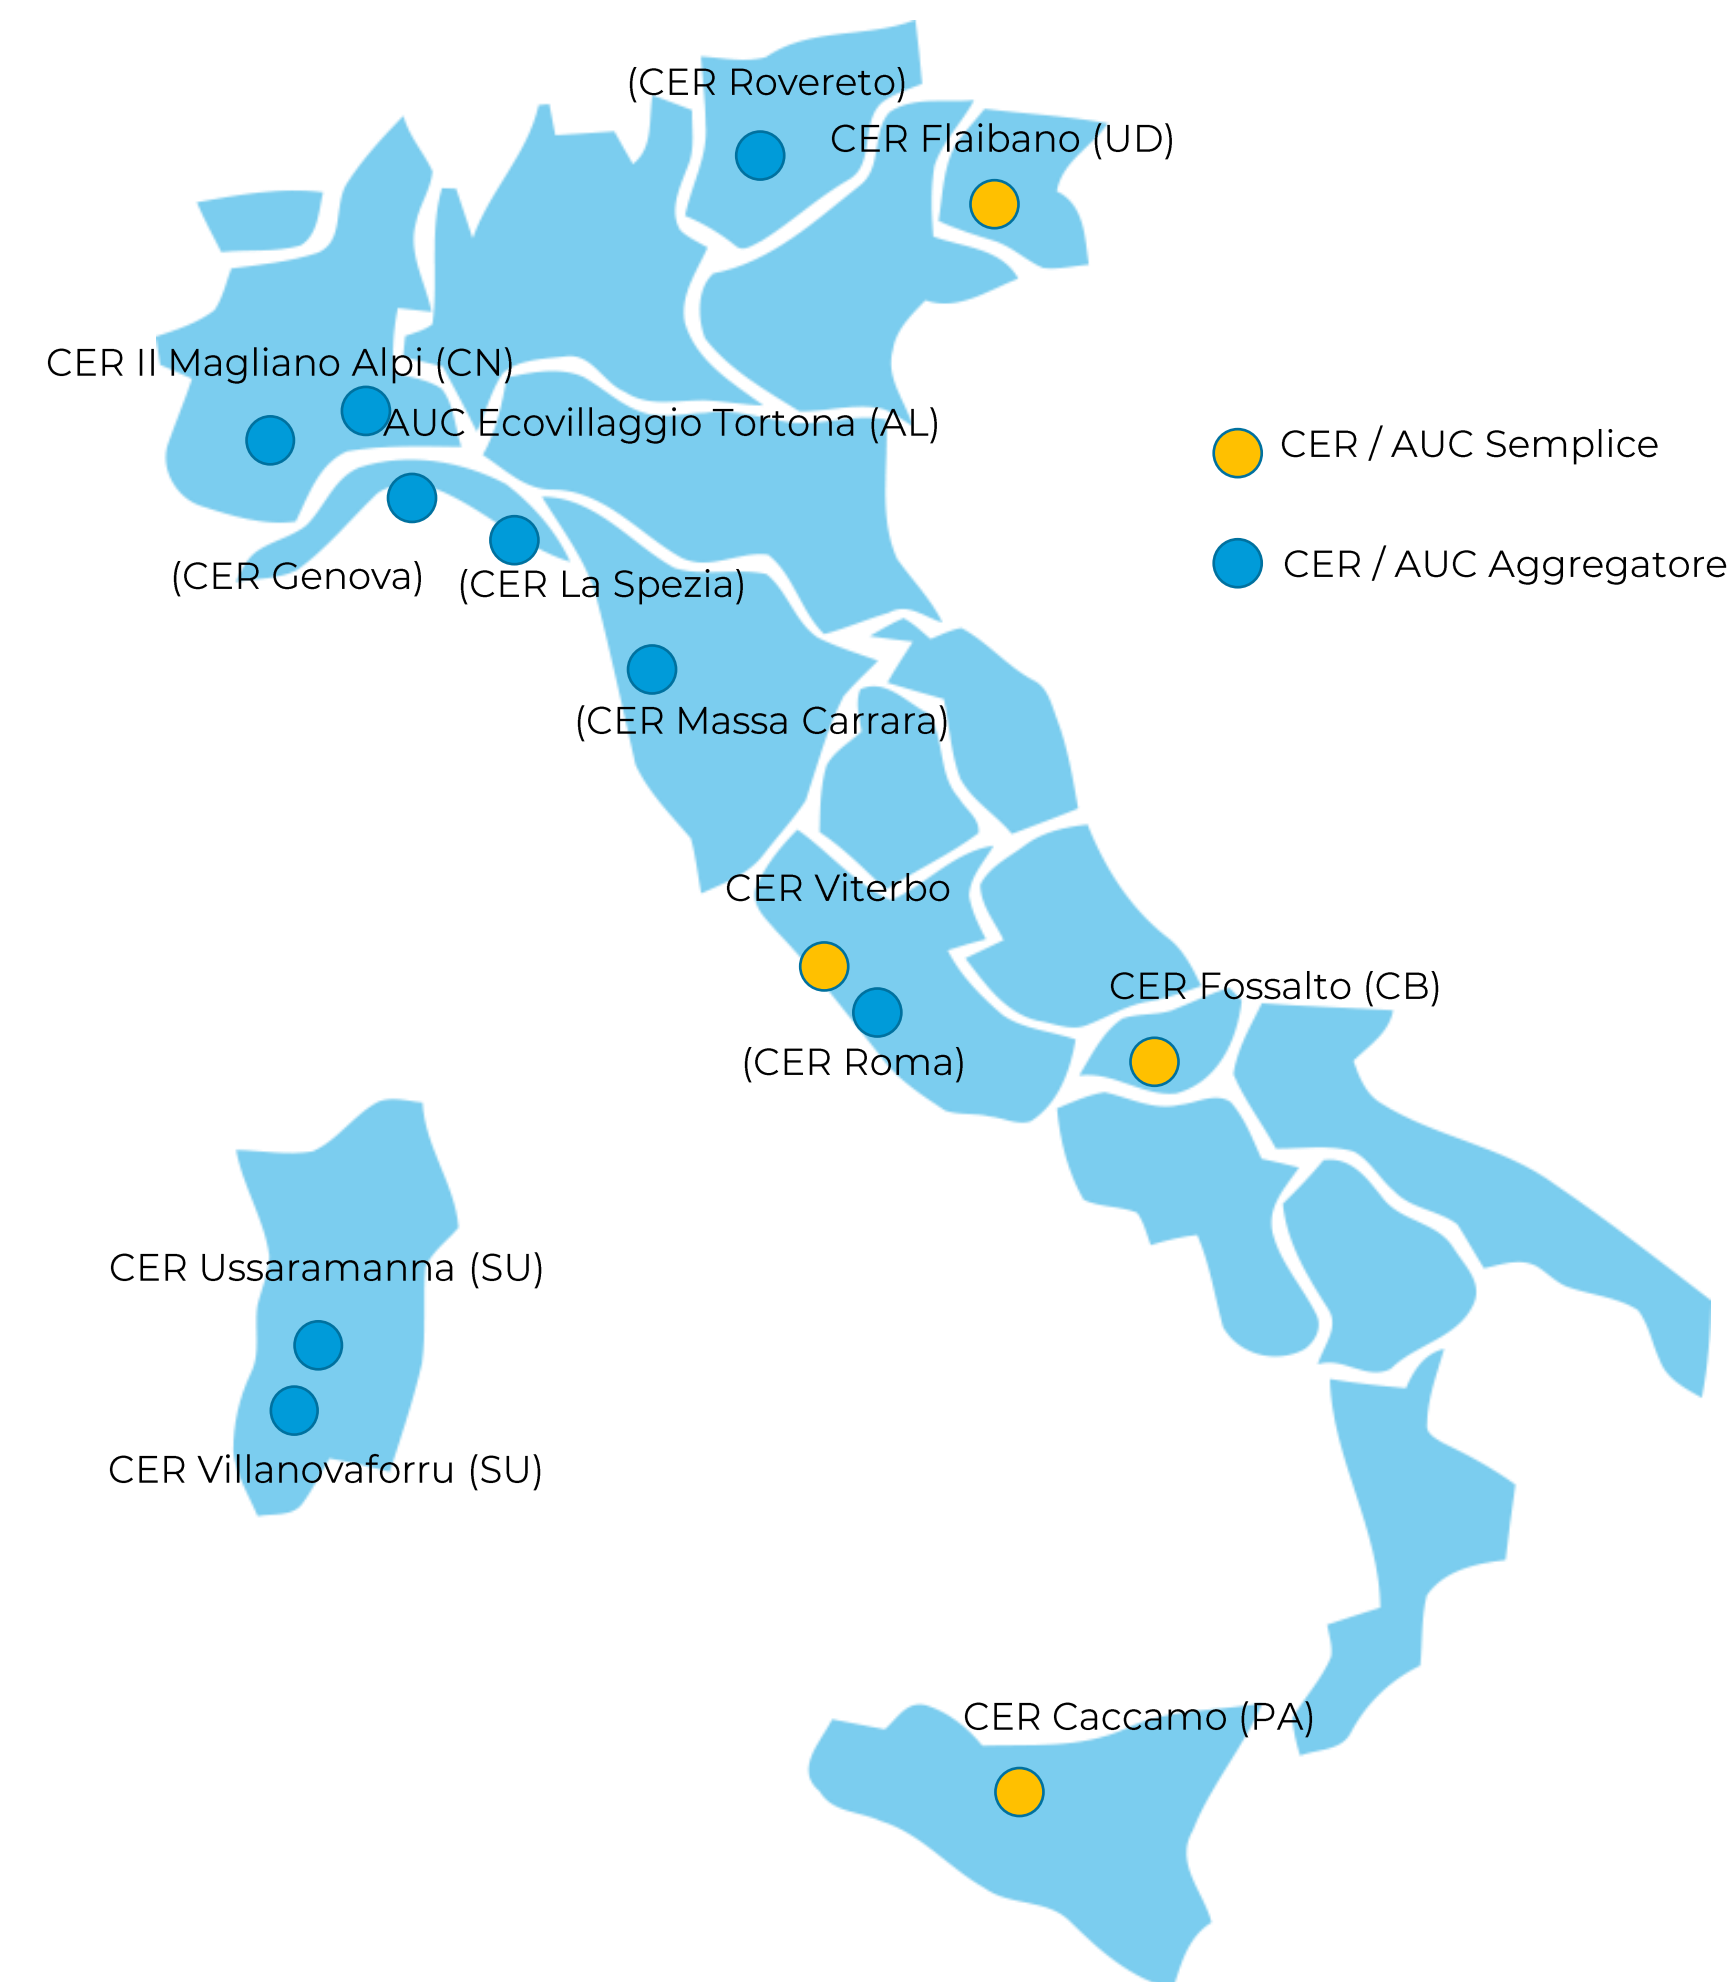 (CER Rovereto)
CER Flaibano (UD)
CER II Magliano Alpi (CN)
AUC Ecovillaggio Tortona (AL)
CER / AUC Semplice
CER / AUC Aggregatore
(CER Genova)
(CER La Spezia)
(CER Massa Carrara)
CER Viterbo
CER Fossalto (CB)
(CER Roma)
CER Ussaramanna (SU)
CER Villanovaforru (SU)
CER Caccamo (PA)